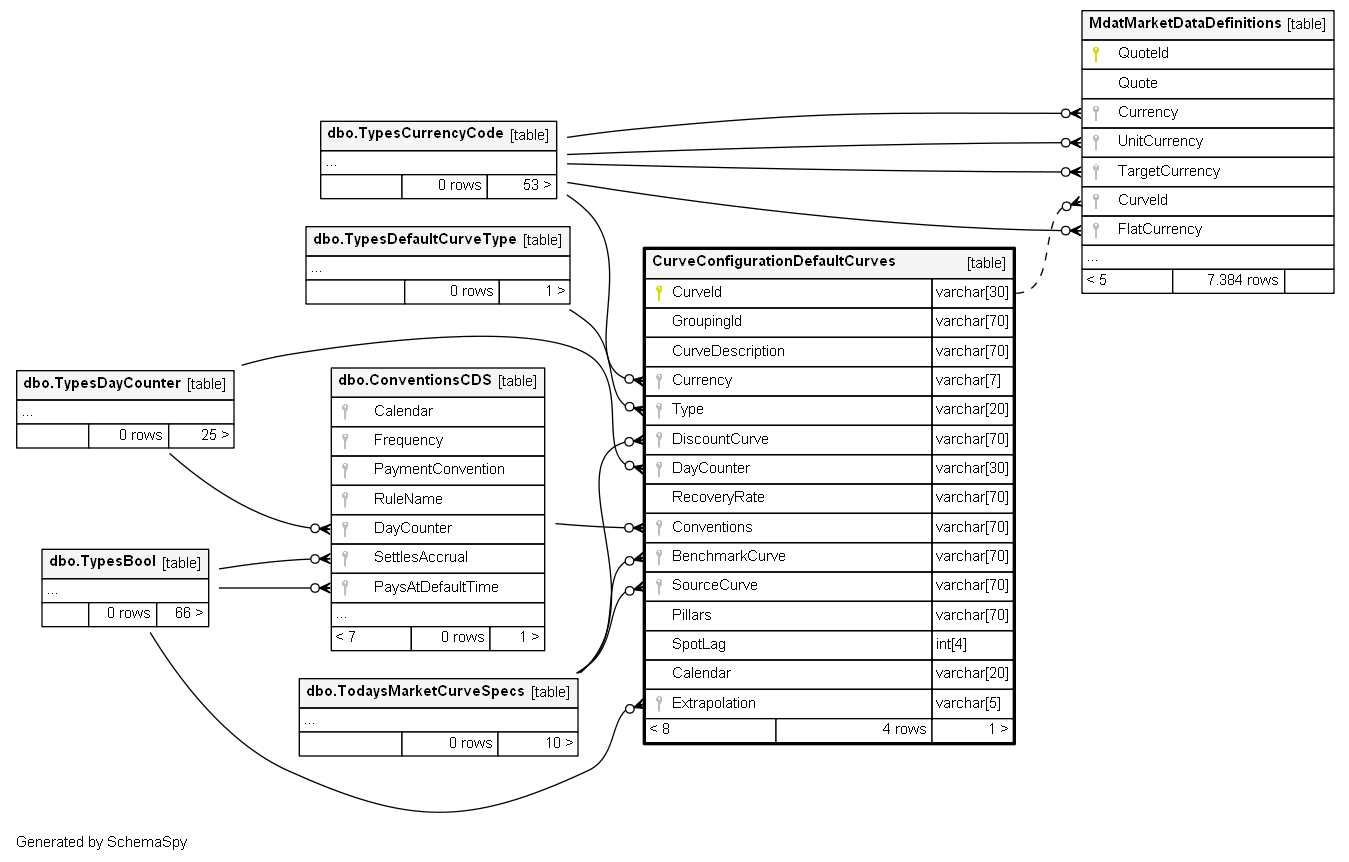 MdatMarketDataDefinitions [table]
QuoteId
Quote
Currency
UnitCurrency
TargetCurrency
CurveId
FlatCurrency
...
< 5 7.384 rows
dbo.TypesCurrencyCode [table]
...
0 rows 53 >
dbo.TypesDefaultCurveType [table]
...
0 rows 1 >
CurveConfigurationDefaultCurves [table]
CurveId varchar[30]
GroupingId varchar[70]
CurveDescription varchar[70]
Currency varchar[7]
Type varchar[20]
DiscountCurve varchar[70]
DayCounter varchar[30]
RecoveryRate varchar[70]
Conventions varchar[70]
BenchmarkCurve varchar[70]
SourceCurve varchar[70]
Pillars varchar[70]
SpotLag int[4]
Calendar varchar[20]
Extrapolation varchar[5]
< 8 4 rows 1 >
dbo.TypesDayCounter [table]
...
0 rows 25 >
dbo.ConventionsCDS [table]
Calendar
Frequency
PaymentConvention
RuleName
DayCounter
SettlesAccrual
PaysAtDefaultTime
...
< 7 0 rows 1 >
dbo.TypesBool [table]
...
0 rows 66 >
dbo.TodaysMarketCurveSpecs [table]
...
0 rows 10 >
Generated by SchemaSpy